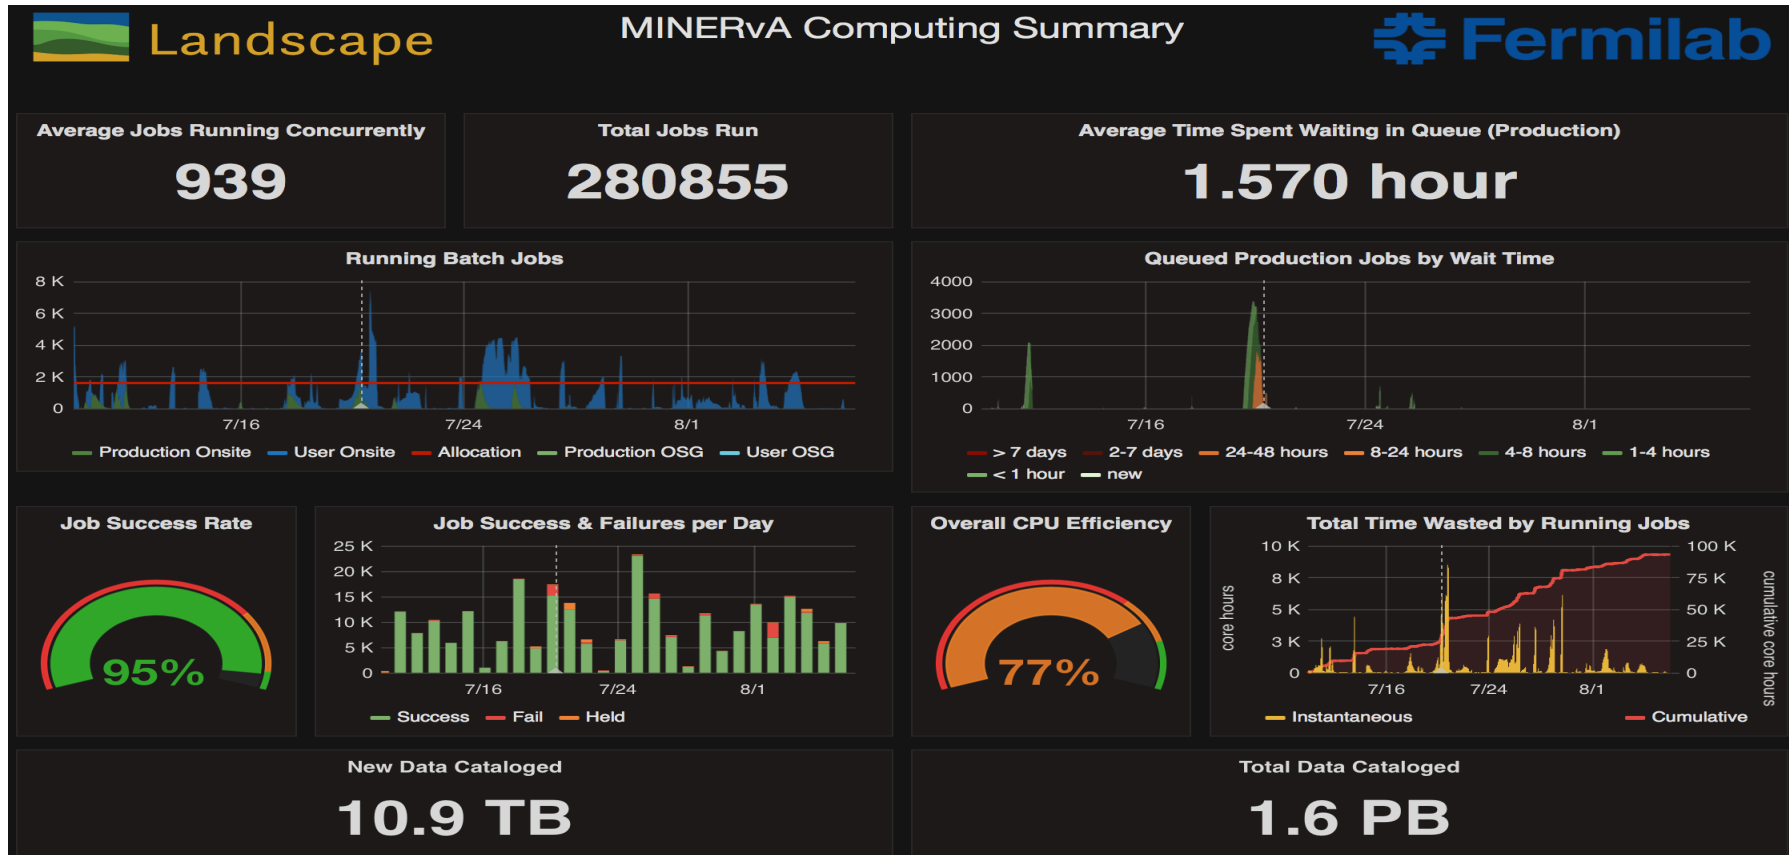 Landscape
MINERvA Computing Summary
Fermilab
Average Jobs Running Concurrently
939
Total Jobs Run
280855
Average Time Spent Waiting in Queue (Production)
1.570 hour
Running Batch Jobs
8 K
6 K
4 K
2 K
0
7/16 7/24 8/1
Production Onsite User Onsite Allocation Production OSG User OSG
Queued Production Jobs by Wait Time
4000
3000
2000
1000
0
7/16 7/24 8/1
> 7 days 2-7 days 24-48 hours 8-24 hours 4-8 hours 1-4 hours
< 1 hour new
Job Success Rate
95%
Job Success & Failures per Day
25 K
20 K
15 K
10 K
5 K
0
7/16 7/24 8/1
Success Fail Held
Overall CPU Efficiency
77%
Total Time Wasted by Running Jobs
core hours
10 K
8 K
5 K
3 K
0
100 K
75 K
50 K
25 K
0
cumulative core hours
7/16 7/24 8/1
Instantaneous Cumulative
New Data Cataloged
10.9 TB
Total Data Cataloged
1.6 PB